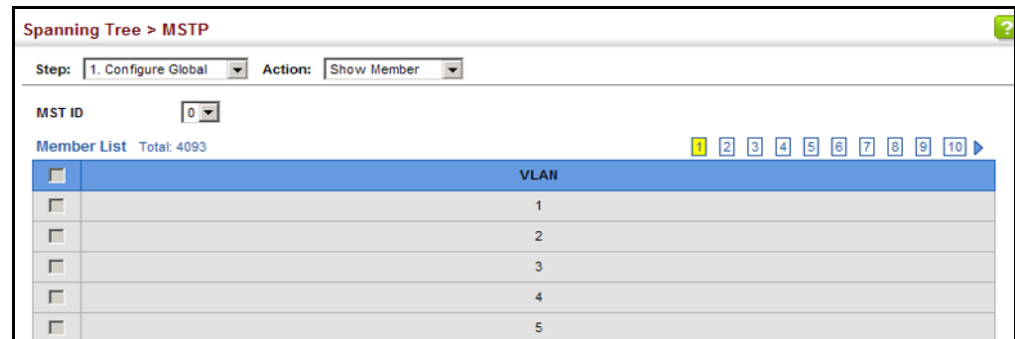 Spanning Tree > MSTP
?
Step: 1. Configure Global Action: Show Member
MST ID 0
Member List Total: 4093 1 2 3 4 5 6 7 8 9 10
VLAN
1
2
3
4
5